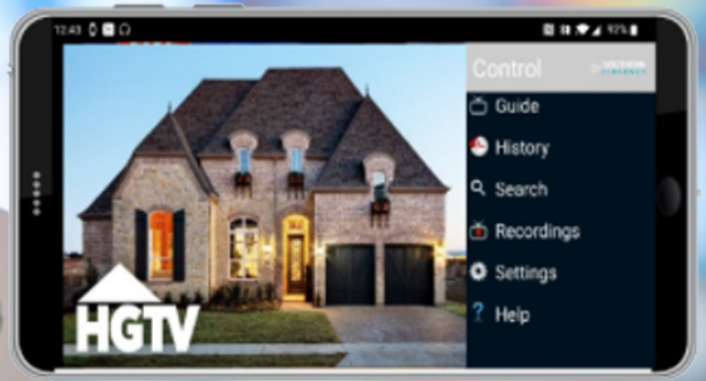 12:43
92%
Control
Guide
History
Search
Recordings
Settings
Help
HGTV